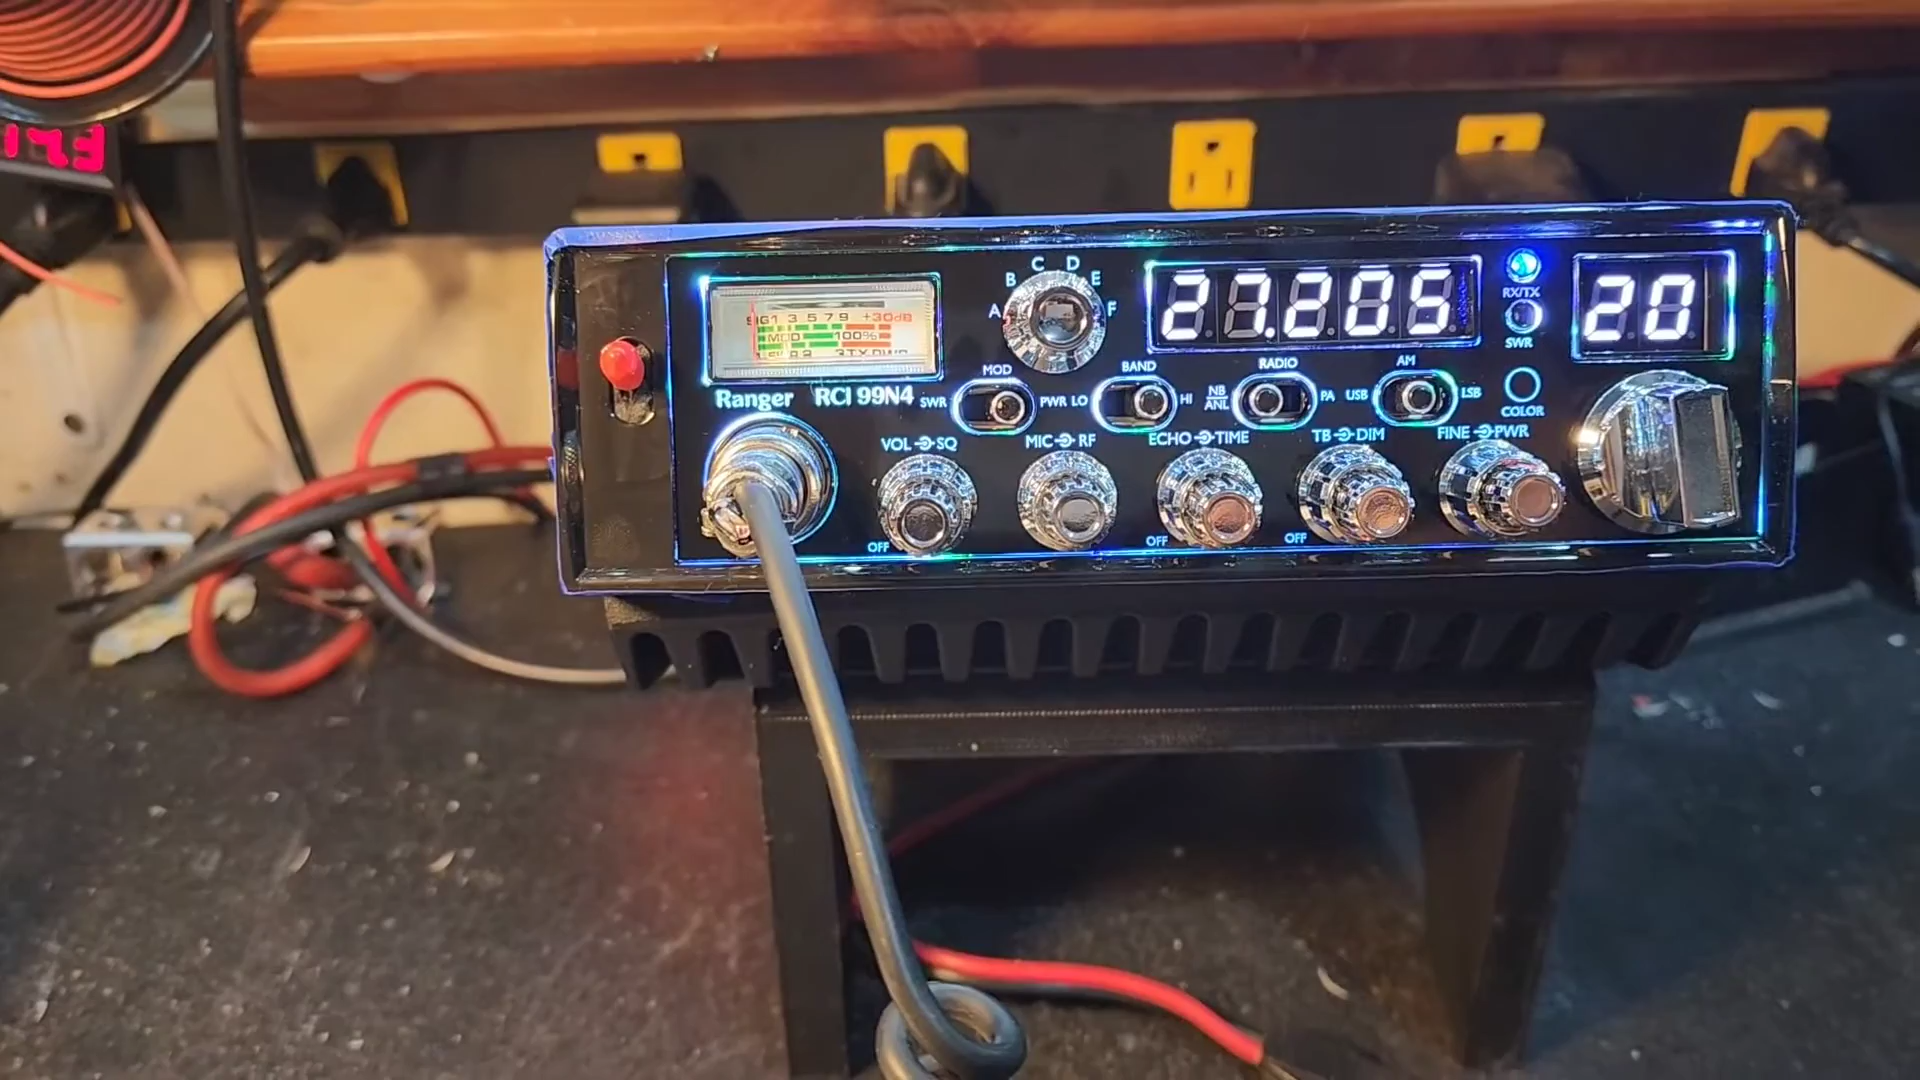 A B C D E F
27.205
RX/TX
SWR
20
SIG 1 3 5 7 9 +30dB
MOD 100%
Ranger RCI 99N4
MOD
SWR PWR
BAND
LO HI
RADIO
NB
ANL PA
AM
USB LSB
COLOR
VOL SQ
MIC RF
ECHO TIME
TB DIM
FINE PWR
OFF
OFF
OFF